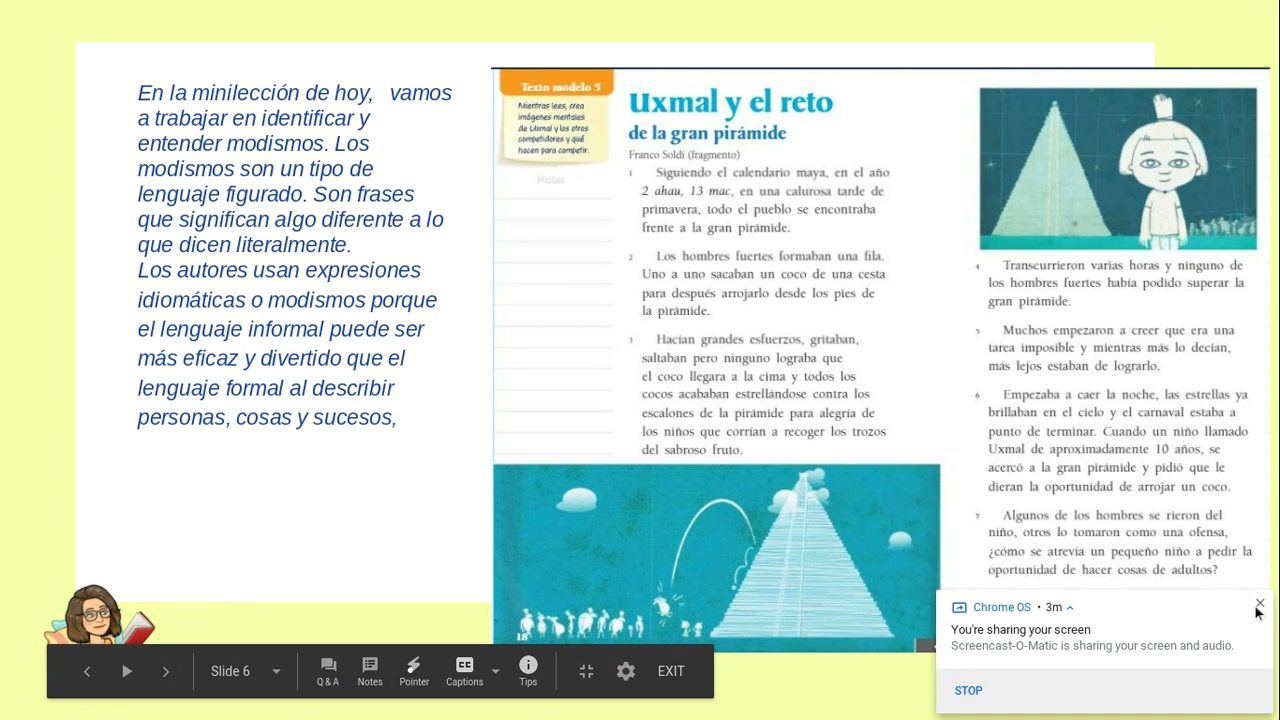 En la minilección de hoy, vamos
a trabajar en identificar y
entender modismos. Los
modismos son un tipo de
lenguaje figurado. Son frases
que significan algo diferente a lo
que dicen literalmente.
Los autores usan expresiones
idiomáticas o modismos porque
el lenguaje informal puede ser
más eficaz y divertido que el
lenguaje formal al describir
personas, cosas y sucesos,
Texto modelo 5
Mientras lees, crea
imágenes mentales
de Uxmal y los otros
competidores y qué
hacen para competir.
Notas
Uxmal y el reto
de la gran pirámide
Franco Soldi (fragmento)
1 Siguiendo el calendario maya, en el año
2 ahau, 13 mac, en una calurosa tarde de
primavera, todo el pueblo se encontraba
frente a la gran pirámide.
2 Los hombres fuertes formaban una fila.
Uno a uno sacaban un coco de una cesta
para después arrojarlo desde los pies de
la pirámide.
3 Hacían grandes esfuerzos, gritaban,
saltaban pero ninguno lograba que
el coco llegara a la cima y todos los
cocos acababan estrellándose contra los
escalones de la pirámide para alegría de
los niños que corrían a recoger los trozos
del sabroso fruto.
18
4 Transcurrieron varias horas y ninguno de
los hombres fuertes había podido superar la
gran pirámide.
5 Muchos empezaron a creer que era una
tarea imposible y mientras más lo decían,
más lejos estaban de lograrlo.
6 Empezaba a caer la noche, las estrellas ya
brillaban en el cielo y el carnaval estaba a
punto de terminar. Cuando un niño llamado
Uxmal de aproximadamente 10 años, se
acercó a la gran pirámide y pidió que le
dieran la oportunidad de arrojar un coco.
7 Algunos de los hombres se rieron del
niño, otros lo tomaron como una ofensa,
¿cómo se atrevía un pequeño niño a pedir la
oportunidad de hacer cosas de adultos?
Slide 6
Q & A
Notes
Pointer
Captions
Tips
EXIT
Chrome OS • 3m
You're sharing your screen
Screencast-O-Matic is sharing your screen and audio.
STOP